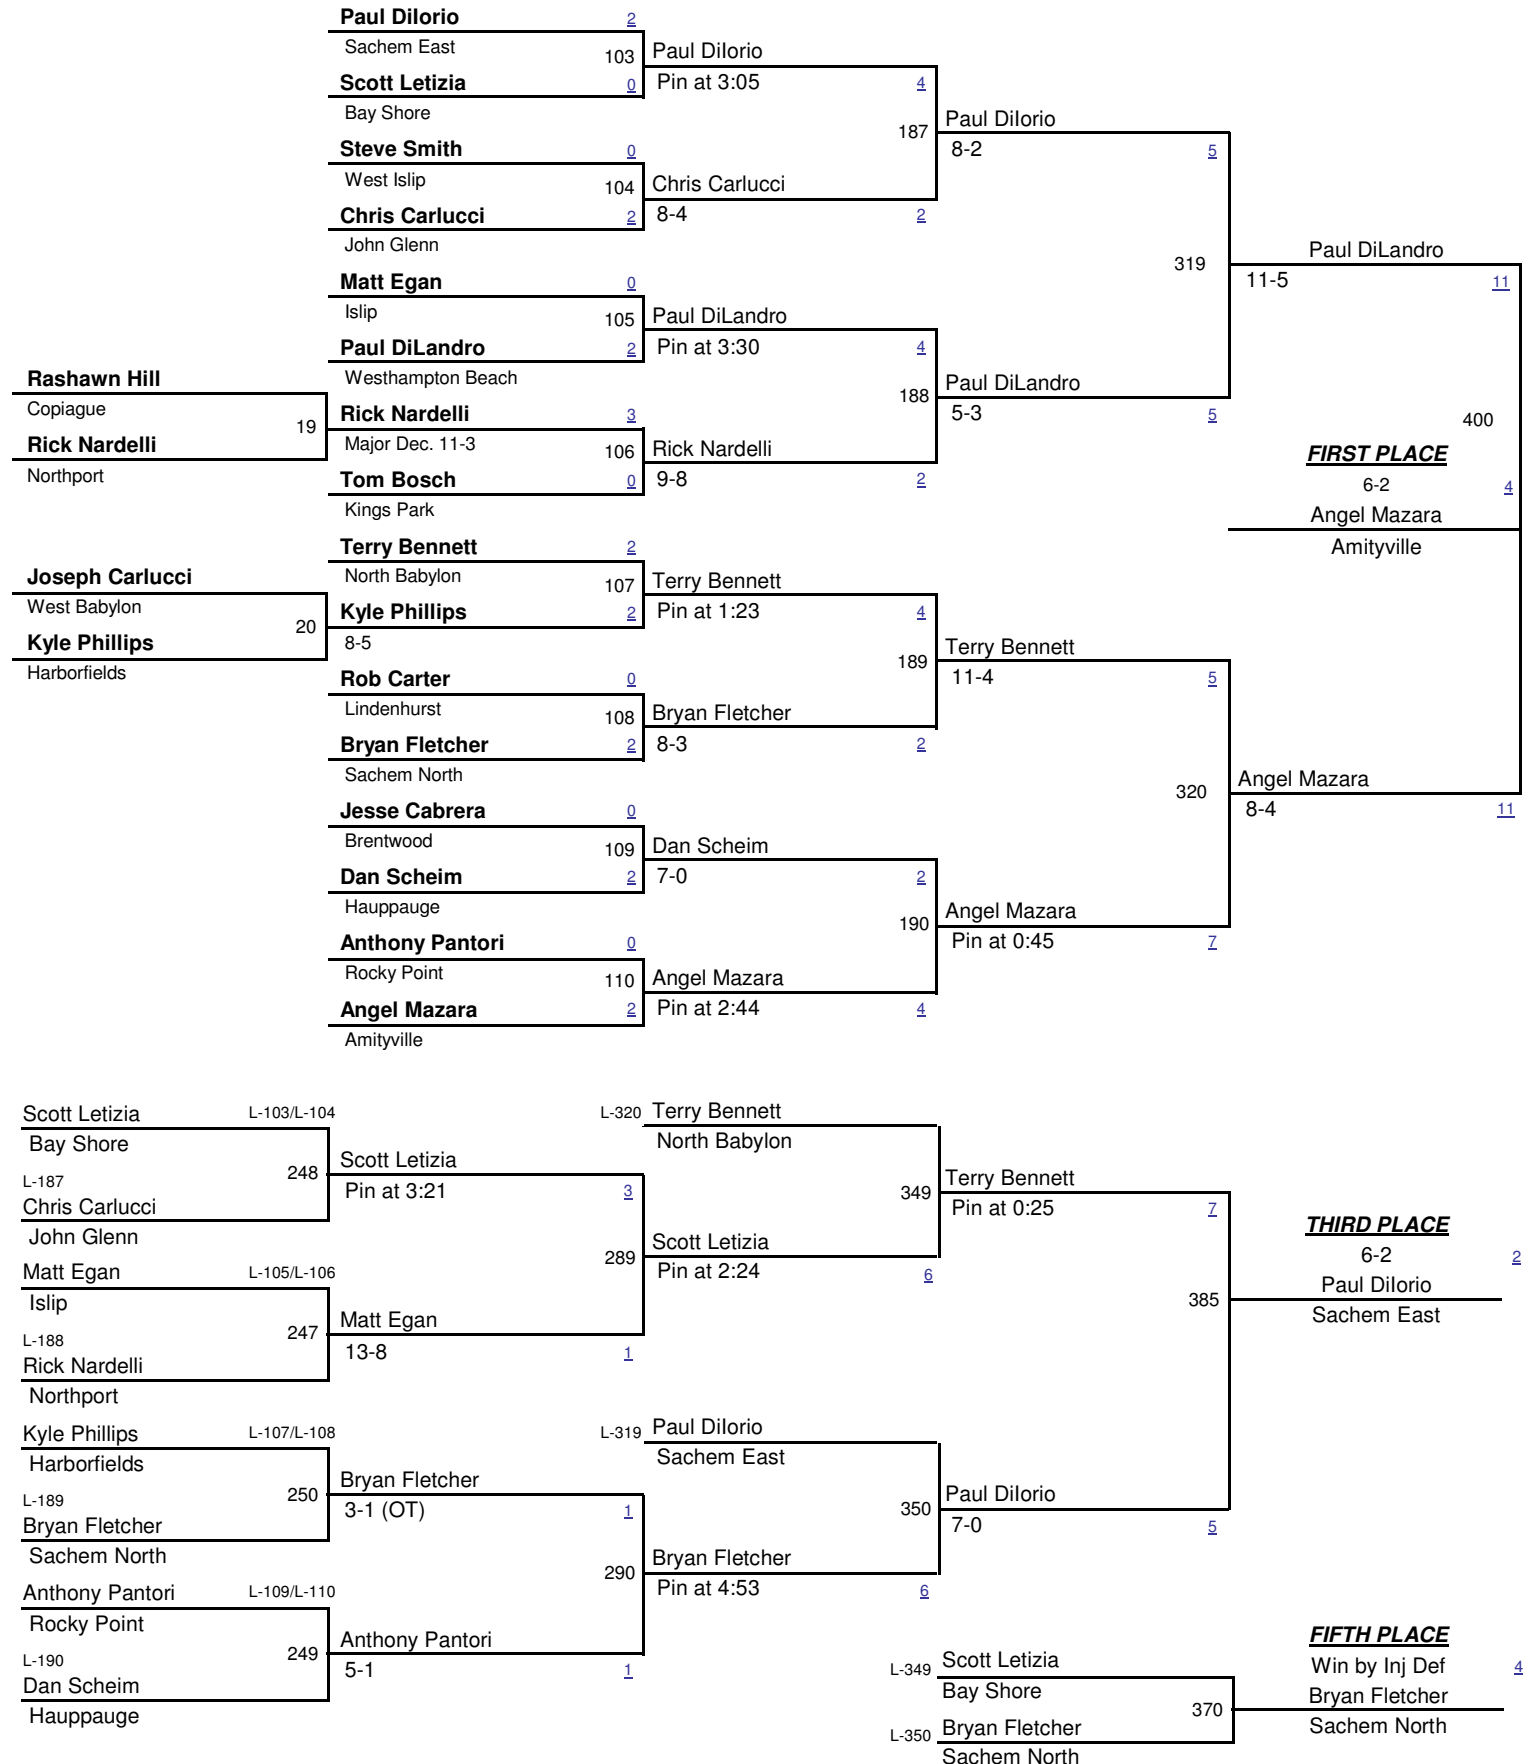 Paul DiIorio 2
Sachem East
103 Paul DiIorio
Scott Letizia 0 Pin at 3:05 4
Bay Shore
187 Paul DiIorio
Steve Smith 0 8-2 5
West Islip
104 Chris Carlucci
Chris Carlucci 2 8-4 2
John Glenn
319 Paul DiLandro
Matt Egan 0 11-5 11
Islip
105 Paul DiLandro
Paul DiLandro 2 Pin at 3:30 4
Westhampton Beach
Rashawn Hill
188 Paul DiLandro
Copiague
Rick Nardelli 3 5-3 5
19
400
Rick Nardelli
Major Dec. 11-3
106 Rick Nardelli
FIRST PLACE
Northport
Tom Bosch 0 9-8 2
6-2 4
Kings Park
Angel Mazara
Terry Bennett 2
Amityville
Joseph Carlucci
North Babylon
107 Terry Bennett
West Babylon
Kyle Phillips 2 Pin at 1:23 4
20
Kyle Phillips
8-5
189 Terry Bennett
Harborfields
Rob Carter 0 11-4 5
Lindenhurst
108 Bryan Fletcher
Bryan Fletcher 2 8-3 2
Sachem North
320 Angel Mazara
Jesse Cabrera 0 8-4 11
Brentwood
109 Dan Scheim
Dan Scheim 2 7-0 2
Hauppauge
190 Angel Mazara
Anthony Pantori 0 Pin at 0:45 7
Rocky Point
110 Angel Mazara
Angel Mazara 2 Pin at 2:44 4
Amityville
Scott Letizia L-103/L-104 L-320 Terry Bennett
Bay Shore North Babylon
248 Scott Letizia
L-187 Pin at 3:21 3
349 Terry Bennett
Chris Carlucci
Pin at 0:25 7
John Glenn
THIRD PLACE
289 Scott Letizia
6-2 2
Matt Egan L-105/L-106 Pin at 2:24 6
Paul DiIorio
Islip
385 Sachem East
247 Matt Egan
L-188 13-8 1
Rick Nardelli
Northport
Kyle Phillips L-107/L-108 L-319 Paul DiIorio
Harborfields Sachem East
250 Bryan Fletcher
L-189 3-1 (OT) 1
350 Paul DiIorio
Bryan Fletcher
7-0 5
Sachem North
290 Bryan Fletcher
Anthony Pantori L-109/L-110 Pin at 4:53 6
Rocky Point
FIFTH PLACE
249 Anthony Pantori
L-190 5-1 1
L-349 Scott Letizia
Win by Inj Def 4
Dan Scheim
Bay Shore
370 Bryan Fletcher
Hauppauge
L-350 Bryan Fletcher
Sachem North
Sachem North